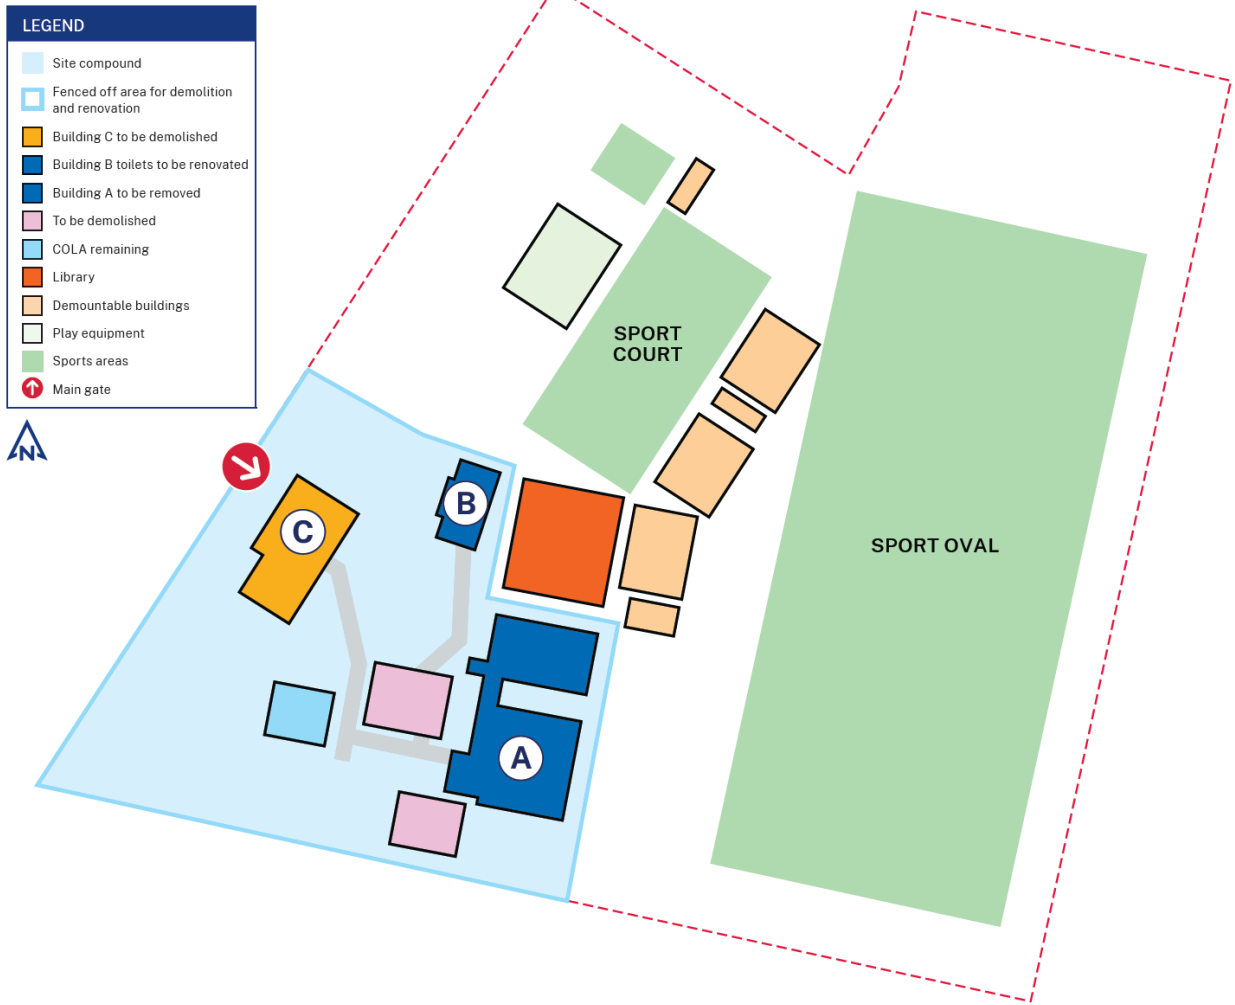 LEGEND
Site compound
Fenced off area for demolition
and renovation
Building C to be demolished
Building B toilets to be renovated
Building A to be removed
To be demolished
COLA remaining
Library
Demountable buildings
Play equipment
Sports areas
Main gate
N
SPORT
COURT
SPORT OVAL
B
C
A